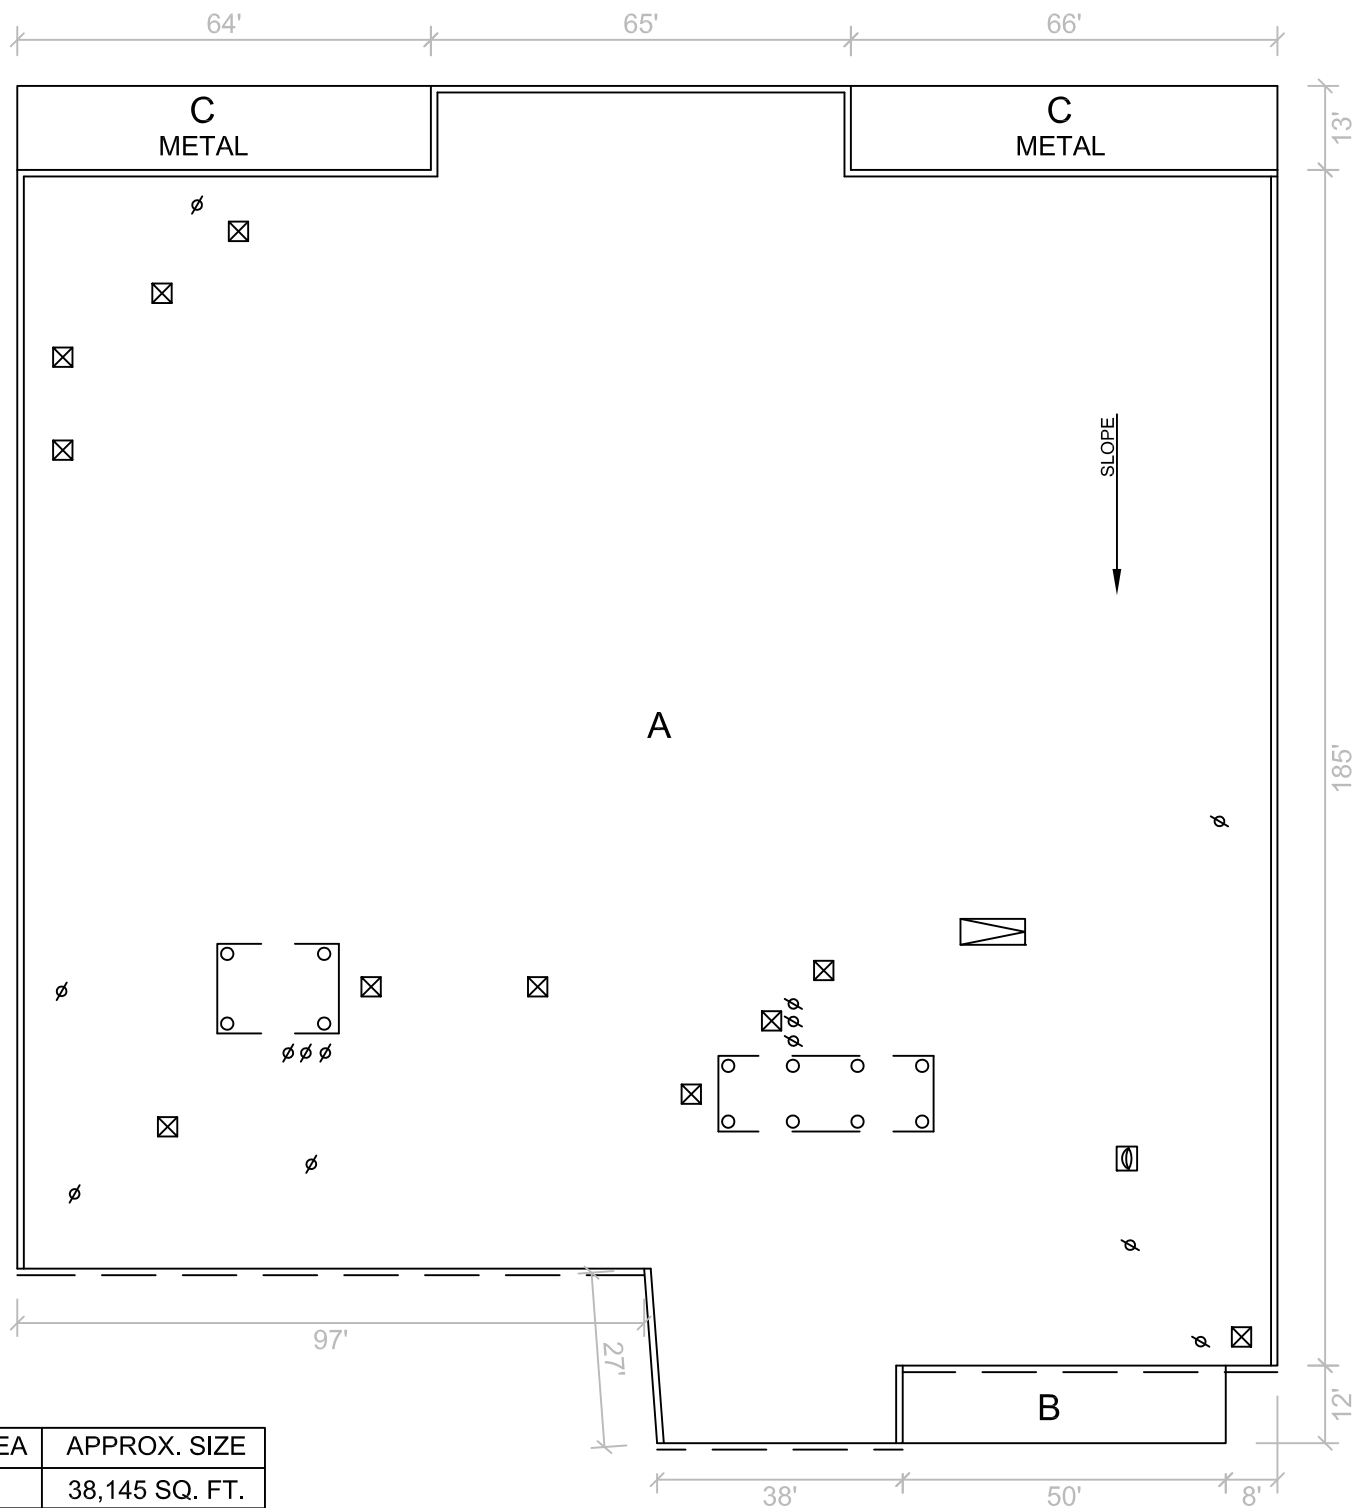 64'
65'
66'
C
METAL
C
METAL
13'
SLOPE
A
185'
97'
27'
B
12'
38'
50'
8'
EA APPROX. SIZE
38,145 SQ. FT.